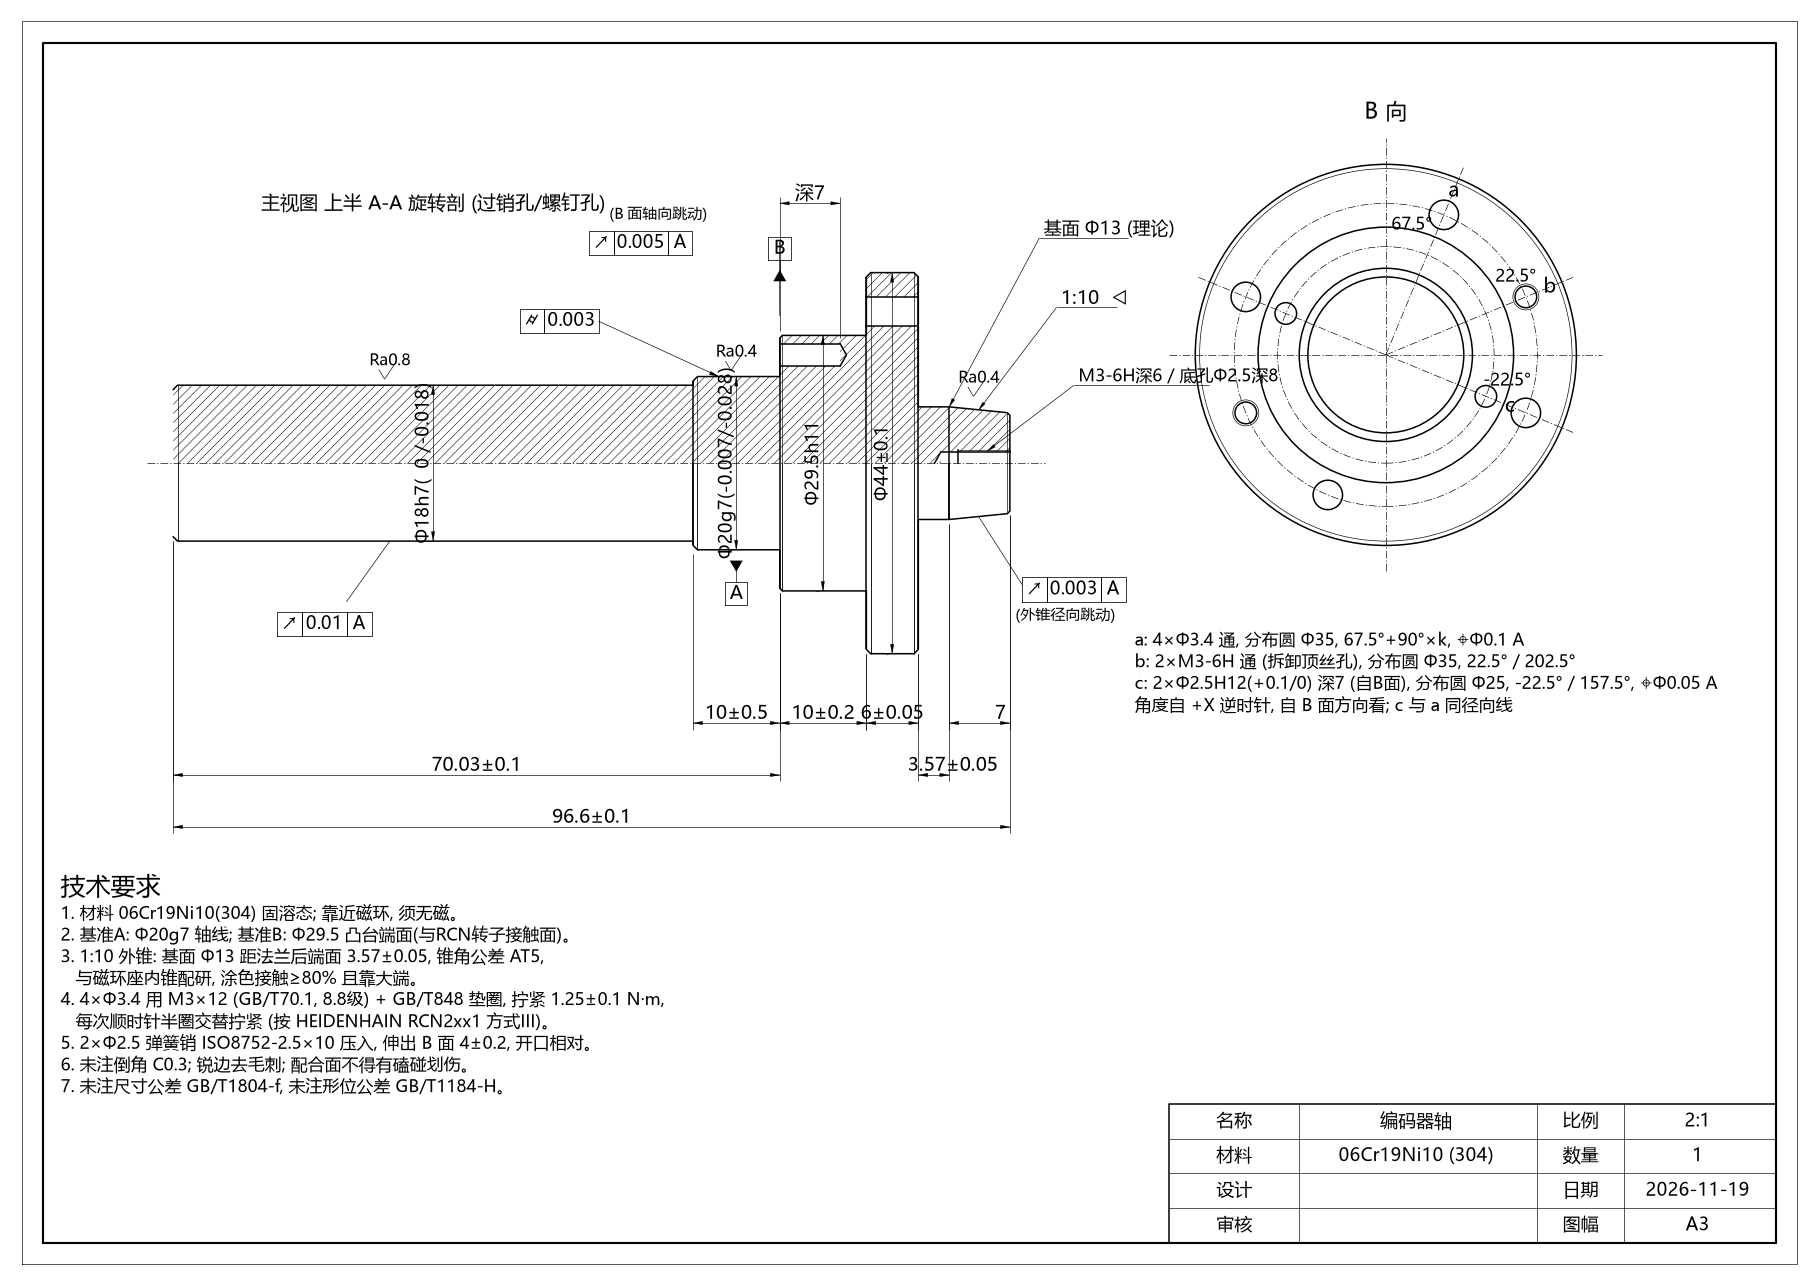 B 向
主视图 上半 A-A 旋转剖 (过销孔/螺钉孔)
(B 面轴向跳动)
0.005 A
深7
B
基面 Φ13 (理论)
1:10
0.003
Ra0.8
Ra0.4
Ra0.4
M3-6H深6 / 底孔Φ2.5深8
Φ18h7( 0 /-0.018)
Φ20g7(-0.007/-0.028)
Φ29.5h11
Φ44±0.1
a
67.5°
22.5°
b
-22.5°
c
A
0.01 A
0.003 A
(外锥径向跳动)
10±0.5
10±0.2
6±0.05
7
70.03±0.1
3.57±0.05
96.6±0.1
a: 4×Φ3.4 通, 分布圆 Φ35, 67.5°+90°×k, ⌖Φ0.1 A
b: 2×M3-6H 通 (拆卸顶丝孔), 分布圆 Φ35, 22.5° / 202.5°
c: 2×Φ2.5H12(+0.1/0) 深7 (自B面), 分布圆 Φ25, -22.5° / 157.5°, ⌖Φ0.05 A
角度自 +X 逆时针, 自 B 面方向看; c 与 a 同径向线
技术要求
1. 材料 06Cr19Ni10(304) 固溶态; 靠近磁环, 须无磁。
2. 基准A: Φ20g7 轴线; 基准B: Φ29.5 凸台端面(与RCN转子接触面)。
3. 1:10 外锥: 基面 Φ13 距法兰后端面 3.57±0.05, 锥角公差 AT5,
与磁环座内锥配研, 涂色接触≥80% 且靠大端。
4. 4×Φ3.4 用 M3×12 (GB/T70.1, 8.8级) + GB/T848 垫圈, 拧紧 1.25±0.1 N·m,
每次顺时针半圈交替拧紧 (按 HEIDENHAIN RCN2xx1 方式III)。
5. 2×Φ2.5 弹簧销 ISO8752-2.5×10 压入, 伸出 B 面 4±0.2, 开口相对。
6. 未注倒角 C0.3; 锐边去毛刺; 配合面不得有磕碰划伤。
7. 未注尺寸公差 GB/T1804-f, 未注形位公差 GB/T1184-H。
名称 编码器轴 比例 2:1
材料 06Cr19Ni10 (304) 数量 1
设计 日期 2026-11-19
审核 图幅 A3